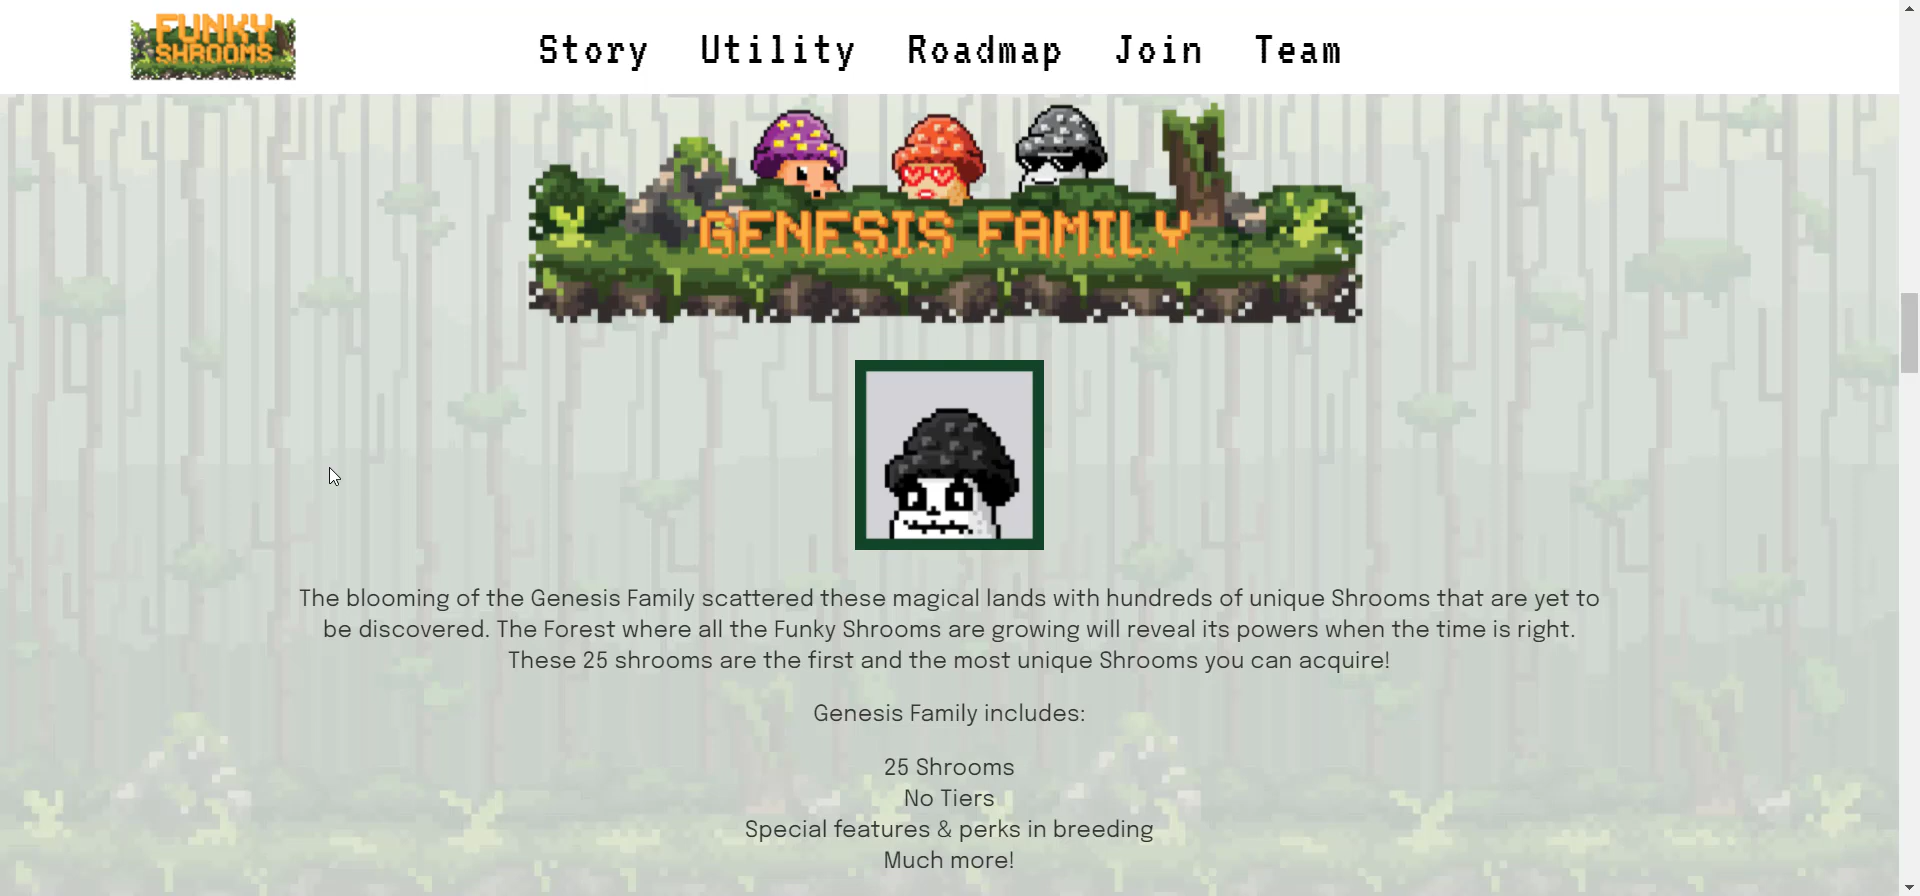 FUNKY
SHROOMS
Story Utility Roadmap Join Team
GENESIS FAMILY
The blooming of the Genesis Family scattered these magical lands with hundreds of unique Shrooms that are yet to
be discovered. The Forest where all the Funky Shrooms are growing will reveal its powers when the time is right.
These 25 shrooms are the first and the most unique Shrooms you can acquire!
Genesis Family includes:
25 Shrooms
No Tiers
Special features & perks in breeding
Much more!